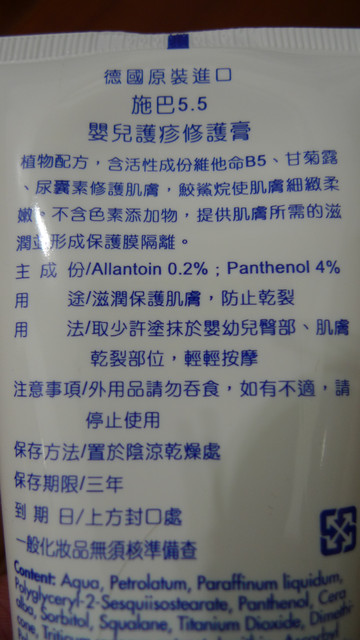 德國原裝進口
施巴5.5
嬰兒護疹修護膏
植物配方，含活性成份維他命B5、甘菊露
、尿囊素修護肌膚，鮫鯊烷使肌膚細緻柔
嫩。不含色素添加物，提供肌膚所需的滋
潤並形成保護膜隔離。
主 成 份/Allantoin 0.2%；Panthenol 4%
用 途/滋潤保護肌膚，防止乾裂
用 法/取少許塗抹於嬰幼兒臀部、肌膚
乾裂部位，輕輕按摩
注意事項/外用品請勿吞食，如有不適，請
停止使用
保存方法/置於陰涼乾燥處
保存期限/三年
到 期 日/上方封口處
一般化妝品無須核準備查
Content: Aqua, Petrolatum, Paraffinum liquidum,
Polyglyceryl-2-Sesquiisostearate, Panthenol, Cera
alba, Sorbitol, Squalane, Titanium Dioxide,